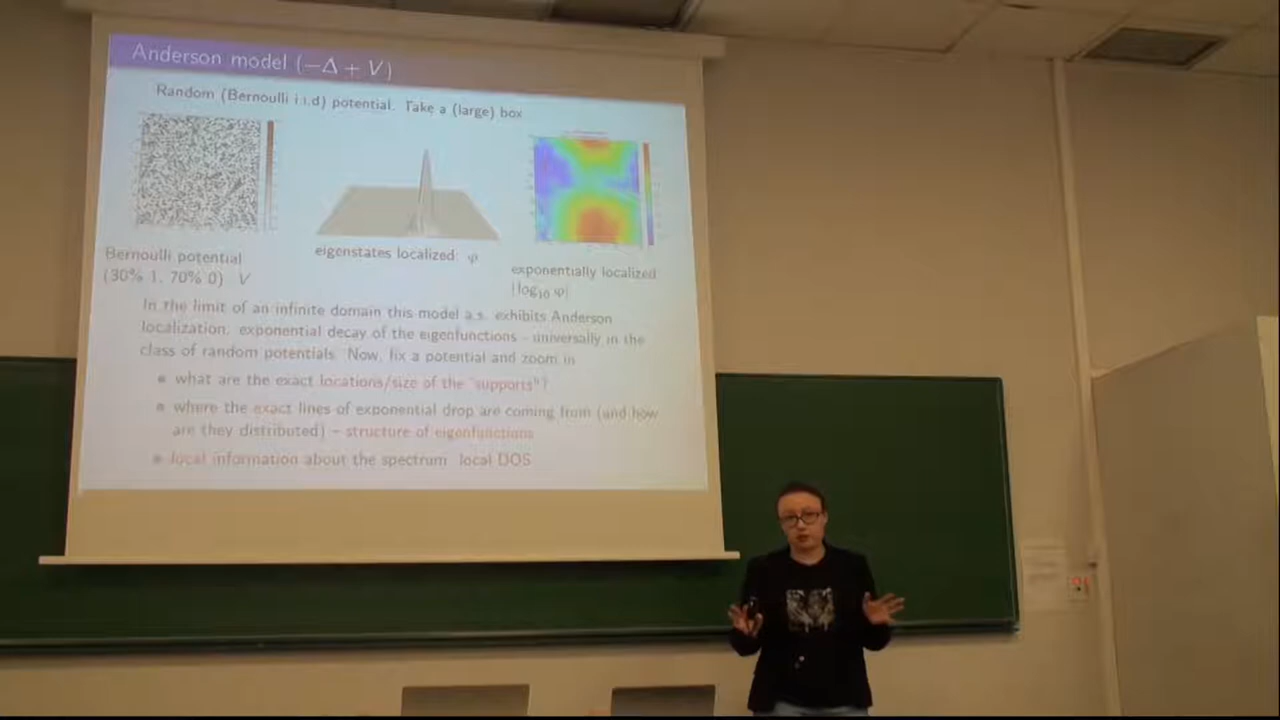 Anderson model (−Δ + V)
Random (Bernoulli i.i.d) potential. Take a (large) box
Bernoulli potential
(30% 1, 70% 0) V
eigenstates localized: φ
exponentially localized
|log₁₀ φ|
In the limit of an infinite domain this model a.s. exhibits Anderson
localization, exponential decay of the eigenfunctions - universally in the
class of random potentials. Now, fix a potential and zoom in
• what are the exact locations/size of the "supports"?
• where the exact lines of exponential drop are coming from (and how
are they distributed) – structure of eigenfunctions
• local information about the spectrum local DOS